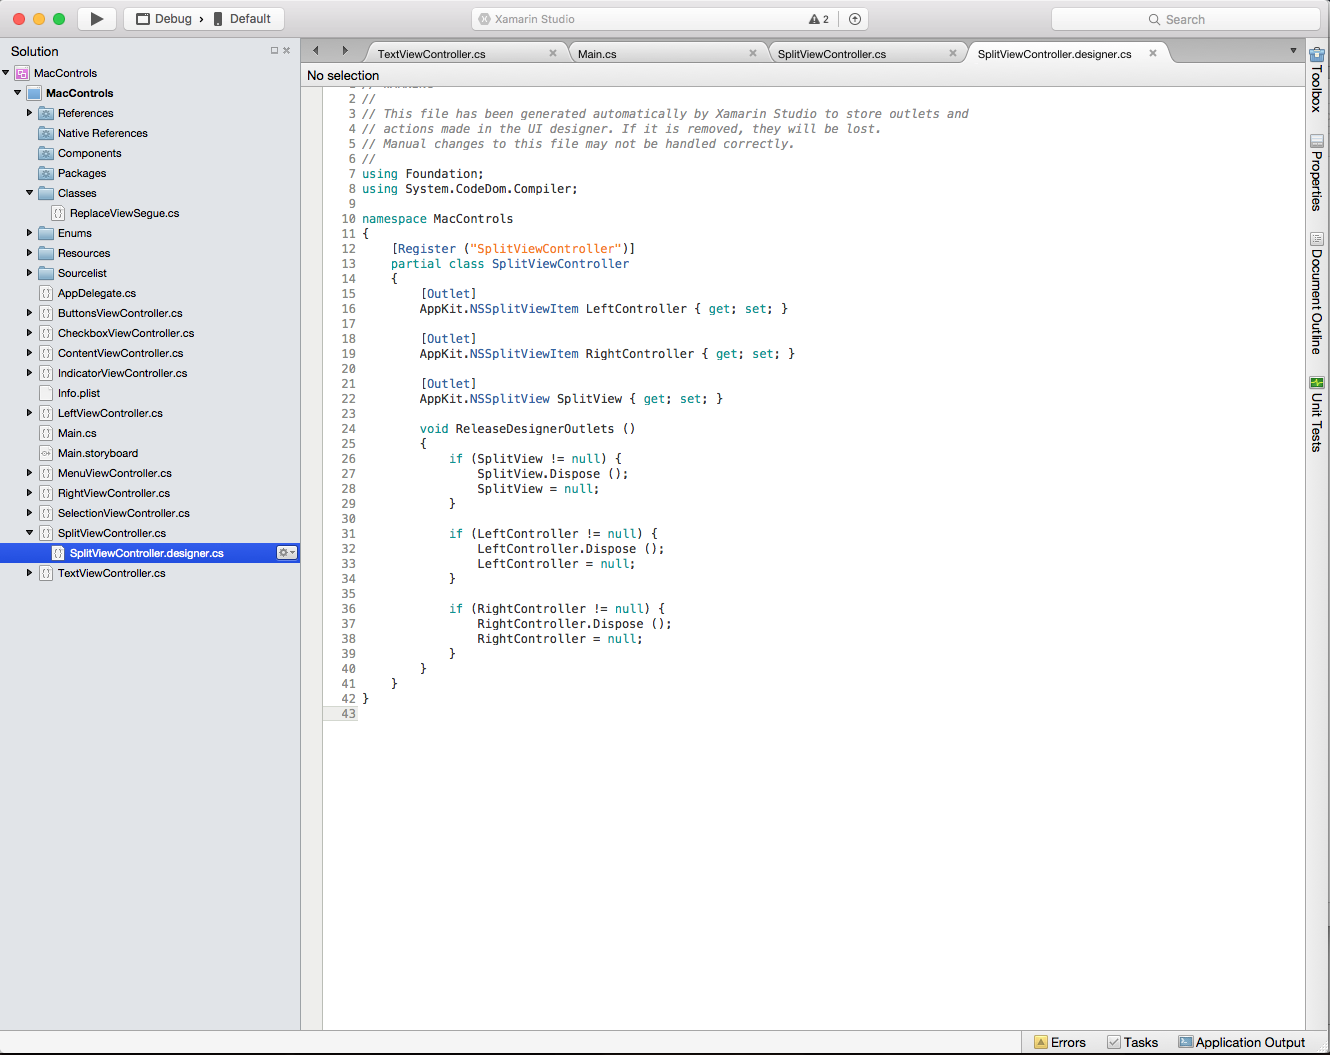 Debug › Default
Xamarin Studio
2
Search
Solution
MacControls
MacControls
References
Native References
Components
Packages
Classes
ReplaceViewSegue.cs
Enums
Resources
Sourcelist
AppDelegate.cs
ButtonsViewController.cs
CheckboxViewController.cs
ContentViewController.cs
IndicatorViewController.cs
Info.plist
LeftViewController.cs
Main.cs
Main.storyboard
MenuViewController.cs
RightViewController.cs
SelectionViewController.cs
SplitViewController.cs
SplitViewController.designer.cs
TextViewController.cs
TextViewController.cs
Main.cs
SplitViewController.cs
SplitViewController.designer.cs
No selection
2 //
3 // This file has been generated automatically by Xamarin Studio to store outlets and
4 // actions made in the UI designer. If it is removed, they will be lost.
5 // Manual changes to this file may not be handled correctly.
6 //
7 using Foundation;
8 using System.CodeDom.Compiler;
9
10 namespace MacControls
11 {
12 [Register ("SplitViewController")]
13 partial class SplitViewController
14 {
15 [Outlet]
16 AppKit.NSSplitViewItem LeftController { get; set; }
17
18 [Outlet]
19 AppKit.NSSplitViewItem RightController { get; set; }
20
21 [Outlet]
22 AppKit.NSSplitView SplitView { get; set; }
23
24 void ReleaseDesignerOutlets ()
25 {
26 if (SplitView != null) {
27 SplitView.Dispose ();
28 SplitView = null;
29 }
30
31 if (LeftController != null) {
32 LeftController.Dispose ();
33 LeftController = null;
34 }
35
36 if (RightController != null) {
37 RightController.Dispose ();
38 RightController = null;
39 }
40 }
41 }
42 }
43
Toolbox
Properties
Document Outline
Unit Tests
Errors
Tasks
Application Output